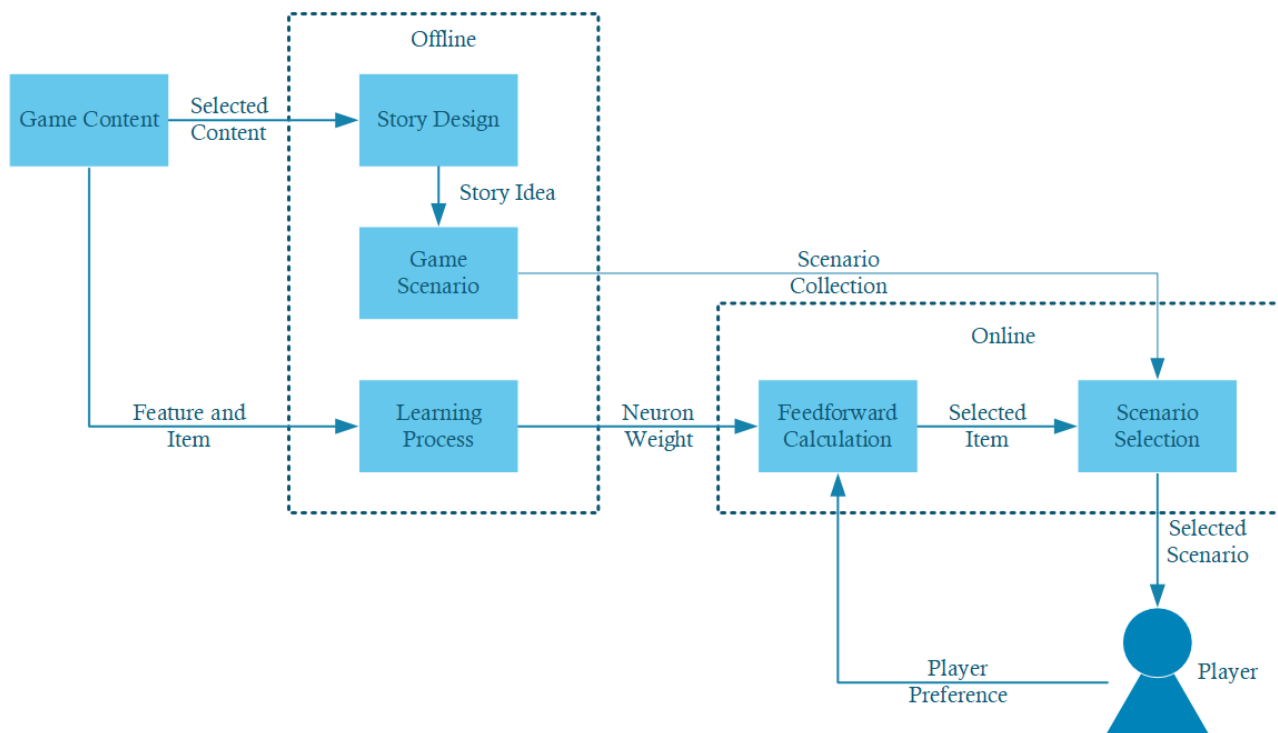 Offline
Game Content
Selected
Content
Story Design
Story Idea
Game
Scenario
Scenario
Collection
Online
Feature and
Item
Learning
Process
Neuron
Weight
Feedforward
Calculation
Selected
Item
Scenario
Selection
Selected
Scenario
Player
Preference
Player